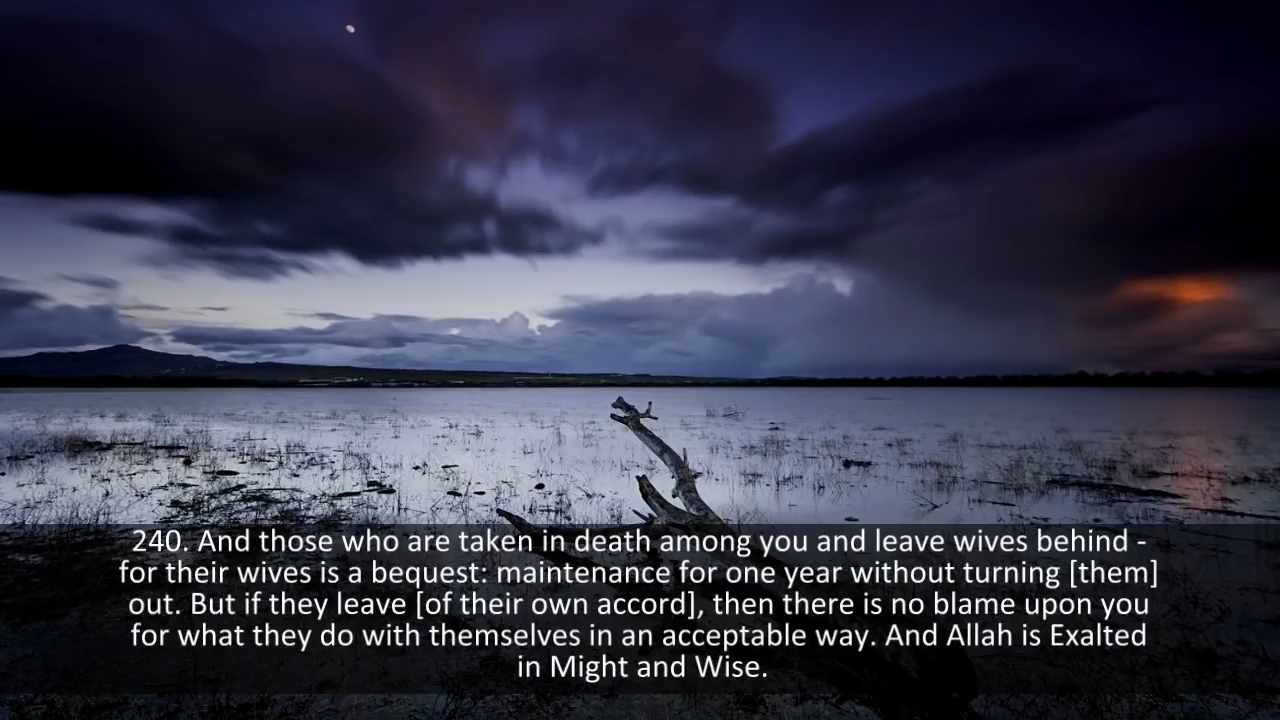 240. And those who are taken in death among you and leave wives behind -
for their wives is a bequest: maintenance for one year without turning [them]
out. But if they leave [of their own accord], then there is no blame upon you
for what they do with themselves in an acceptable way. And Allah is Exalted
in Might and Wise.